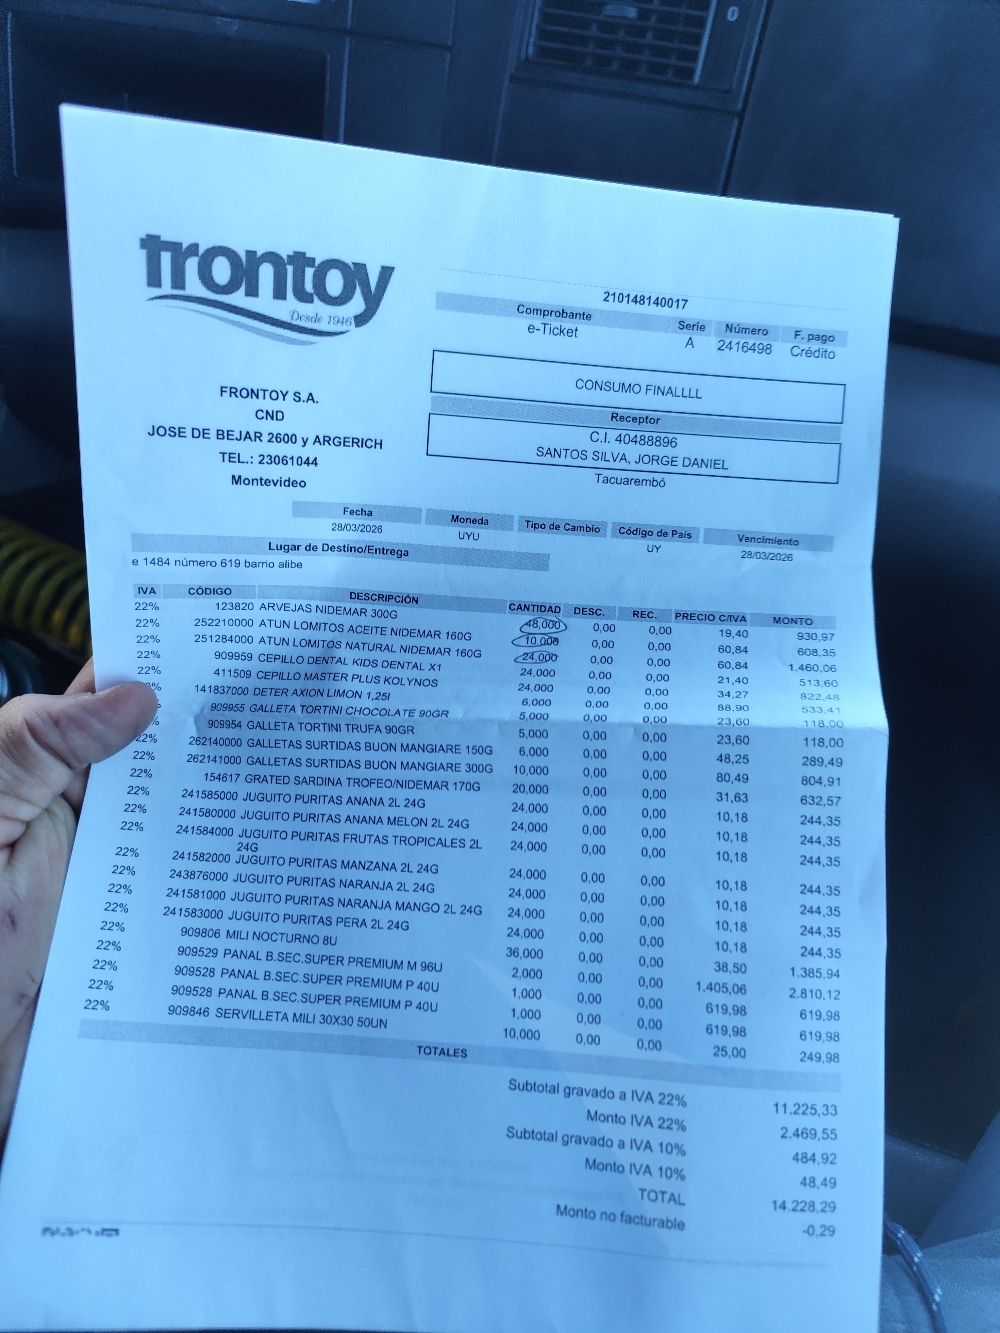 frontoy
Desde 1946
210148140017
Comprobante Serie Número F. pago
e-Ticket A 2416498 Crédito
CONSUMO FINALLLL
Receptor
C.I. 40488896
SANTOS SILVA, JORGE DANIEL
Tacuarembó
FRONTOY S.A.
CND
JOSE DE BEJAR 2600 y ARGERICH
TEL.: 23061044
Montevideo
Fecha Moneda Tipo de Cambio Código de País Vencimiento
28/03/2026 UYU UY 28/03/2026
Lugar de Destino/Entrega
e 1484 número 619 barrio alibe
IVA CÓDIGO DESCRIPCIÓN CANTIDAD DESC. REC. PRECIO C/IVA MONTO
22% 123820 ARVEJAS NIDEMAR 300G 48,000 0,00 0,00 19,40 930,97
22% 252210000 ATUN LOMITOS ACEITE NIDEMAR 160G 10,000 0,00 0,00 60,84 608,35
22% 251284000 ATUN LOMITOS NATURAL NIDEMAR 160G 24,000 0,00 0,00 60,84 1.460,06
22% 909959 CEPILLO DENTAL KIDS DENTAL X1 24,000 0,00 0,00 21,40 513,60
22% 411509 CEPILLO MASTER PLUS KOLYNOS 24,000 0,00 0,00 34,27 822,48
141837000 DETER AXION LIMON 1,25l 6,000 0,00 0,00 88,90 533,41
909955 GALLETA TORTINI CHOCOLATE 90GR 5,000 0,00 0,00 23,60 118,00
909954 GALLETA TORTINI TRUFA 90GR 5,000 0,00 0,00 23,60 118,00
22% 262140000 GALLETAS SURTIDAS BUON MANGIARE 150G 6,000 0,00 0,00 48,25 289,49
22% 262141000 GALLETAS SURTIDAS BUON MANGIARE 300G 10,000 0,00 0,00 80,49 804,91
22% 154617 GRATED SARDINA TROFEO/NIDEMAR 170G 20,000 0,00 0,00 31,63 632,57
22% 241585000 JUGUITO PURITAS ANANA 2L 24G 24,000 0,00 0,00 10,18 244,35
22% 241580000 JUGUITO PURITAS ANANA MELON 2L 24G 24,000 0,00 0,00 10,18 244,35
22% 241584000 JUGUITO PURITAS FRUTAS TROPICALES 2L 24,000 0,00 0,00 10,18 244,35
24G
22% 241582000 JUGUITO PURITAS MANZANA 2L 24G 24,000 0,00 0,00 10,18 244,35
22% 243876000 JUGUITO PURITAS NARANJA 2L 24G 24,000 0,00 0,00 10,18 244,35
22% 241581000 JUGUITO PURITAS NARANJA MANGO 2L 24G 24,000 0,00 0,00 10,18 244,35
22% 241583000 JUGUITO PURITAS PERA 2L 24G 24,000 0,00 0,00 10,18 244,35
22% 909806 MILI NOCTURNO 8U 36,000 0,00 0,00 38,50 1.385,94
22% 909529 PANAL B.SEC.SUPER PREMIUM M 96U 2,000 0,00 0,00 1.405,06 2.810,12
22% 909528 PANAL B.SEC.SUPER PREMIUM P 40U 1,000 0,00 0,00 619,98 619,98
22% 909528 PANAL B.SEC.SUPER PREMIUM P 40U 1,000 0,00 0,00 619,98 619,98
22% 909846 SERVILLETA MILI 30X30 50UN 10,000 0,00 0,00 25,00 249,98
TOTALES
Subtotal gravado a IVA 22% 11.225,33
Monto IVA 22% 2.469,55
Subtotal gravado a IVA 10% 484,92
Monto IVA 10% 48,49
TOTAL 14.228,29
Monto no facturable -0,29